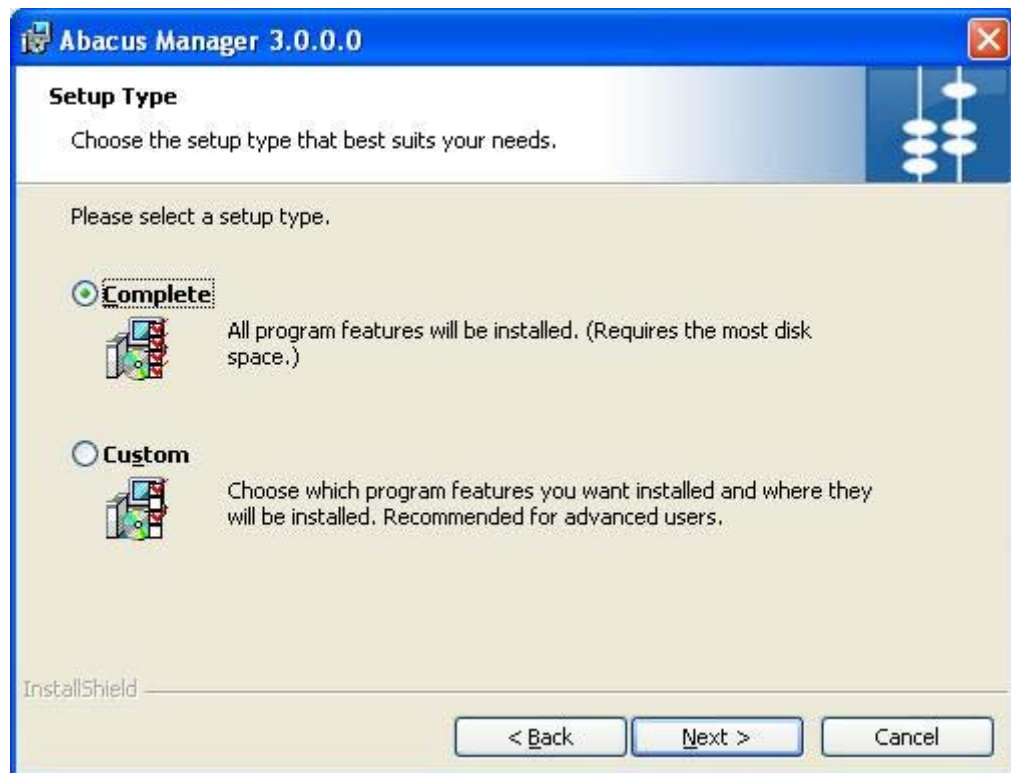 Abacus Manager 3.0.0.0
Setup Type
Choose the setup type that best suits your needs.
Please select a setup type.
Complete
All program features will be installed. (Requires the most disk
space.)
Custom
Choose which program features you want installed and where they
will be installed. Recommended for advanced users.
InstallShield
< Back
Next >
Cancel